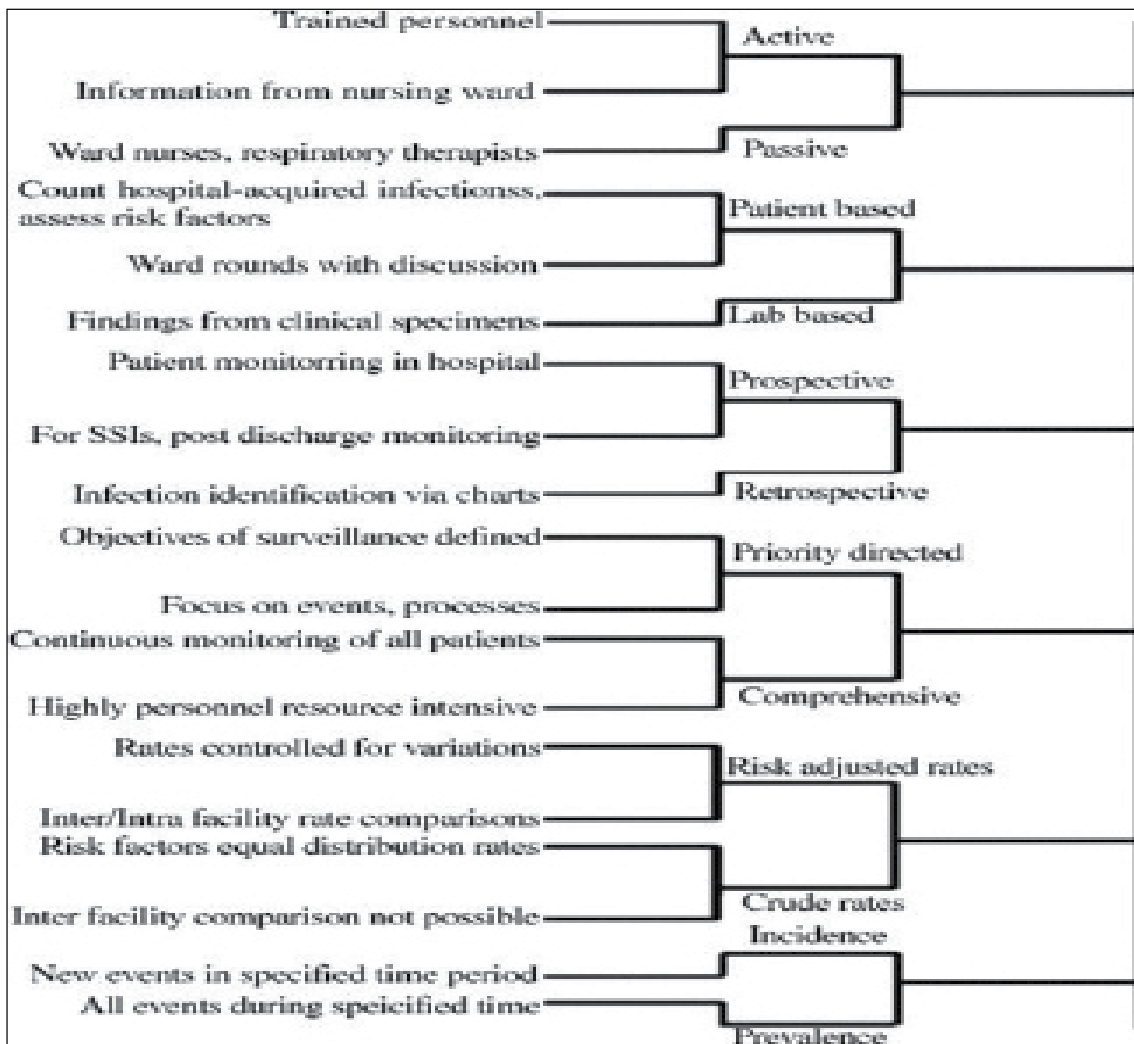 Trained personnel
Active
Information from nursing ward
Ward nurses, respiratory therapists
Passive
Count hospital-acquired infectionss,
assess risk factors
Patient based
Ward rounds with discussion
Findings from clinical specimens
Lab based
Patient monitorring in hospital
Prospective
For SSIs, post discharge monitoring
Infection identification via charts
Retrospective
Objectives of surveillance defined
Priority directed
Focus on events, processes
Continuous monitoring of all patients
Comprehensive
Highly personnel resource intensive
Rates controlled for variations
Risk adjusted rates
Inter/Intra facility rate comparisons
Risk factors equal distribution rates
Crude rates
Inter facility comparison not possible
Incidence
New events in specified time period
All events during speicified time
Prevalence